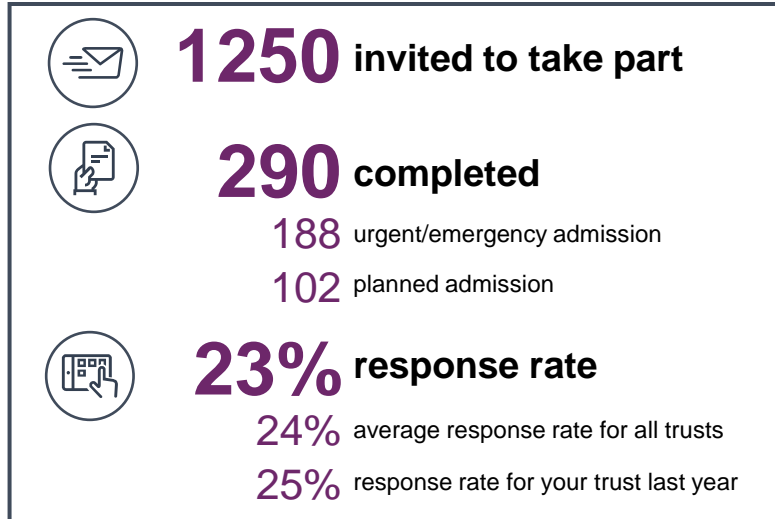 1250 invited to take part
290 completed
188 urgent/emergency admission
102 planned admission
23% response rate
24% average response rate for all trusts
25% response rate for your trust last year